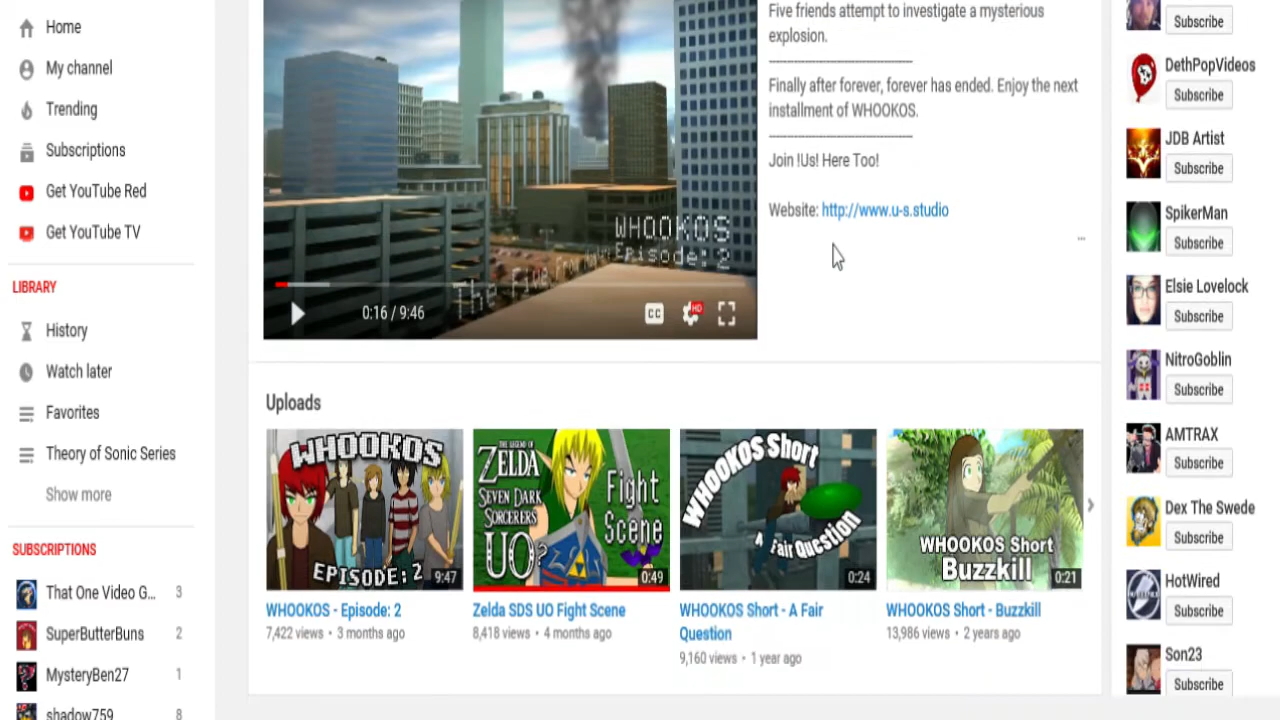 Home
My channel
Trending
Subscriptions
Get YouTube Red
Get YouTube TV
LIBRARY
History
Watch later
Favorites
Theory of Sonic Series
Show more
SUBSCRIPTIONS
That One Video G... 3
SuperButterBuns 2
MysteryBen27 1
shadow759 8
WHOOKOS
Episode: 2
The Five From
0:16 / 9:46
CC
HD
Five friends attempt to investigate a mysterious
explosion.
Finally after forever, forever has ended. Enjoy the next
installment of WHOOKOS.
Join !Us! Here Too!
Website: http://www.u-s.studio
...
Uploads
WHOOKOS
EPISODE: 2
9:47
WHOOKOS - Episode: 2
7,422 views • 3 months ago
THE LEGEND OF
ZELDA
SEVEN DARK
SORCERERS
UO?
Fight
Scene
0:49
Zelda SDS UO Fight Scene
8,418 views • 4 months ago
WHOOKOS Short
A Fair Question
0:24
WHOOKOS Short - A Fair
Question
9,160 views • 1 year ago
WHOOKOS Short
Buzzkill
0:21
WHOOKOS Short - Buzzkill
13,986 views • 2 years ago
Subscribe
DethPopVideos
Subscribe
JDB Artist
Subscribe
SpikerMan
Subscribe
Elsie Lovelock
Subscribe
NitroGoblin
Subscribe
AMTRAX
Subscribe
Dex The Swede
Subscribe
HotWired
Subscribe
Son23
Subscribe